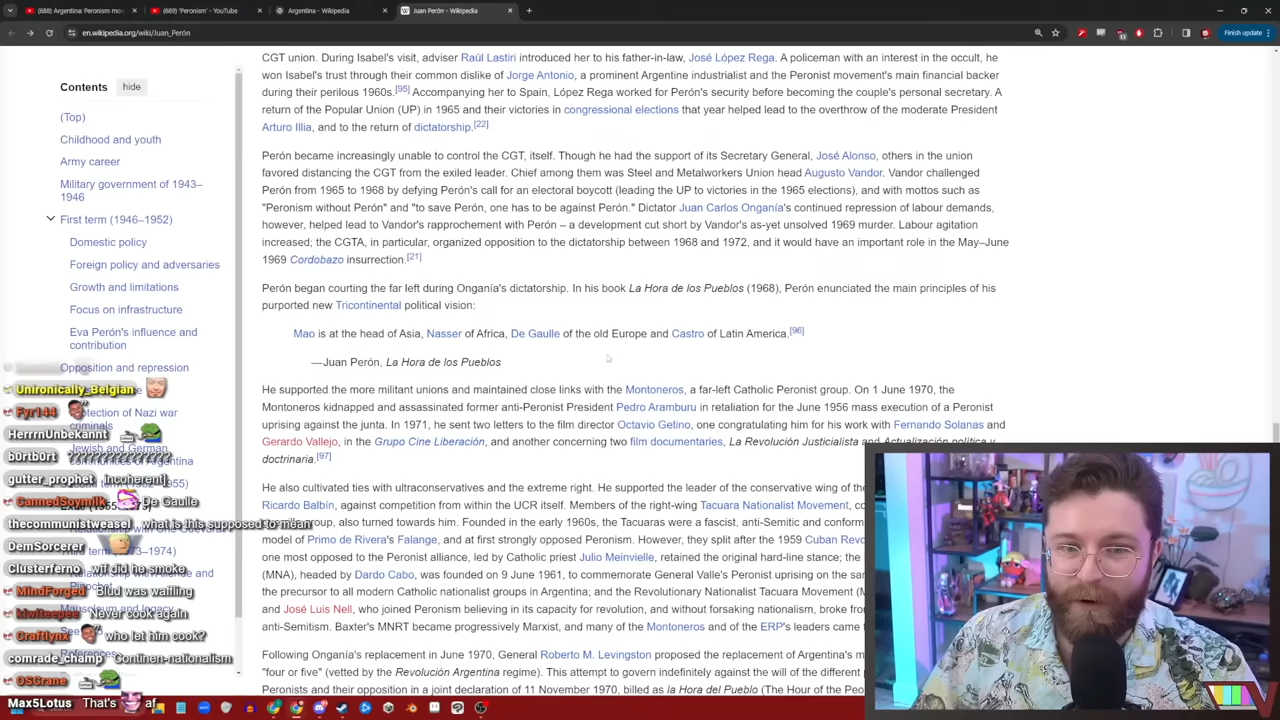 (688) Argentina: Peronism mov
(689) 'Peronism' - YouTube
Argentina - Wikipedia
Juan Perón - Wikipedia
en.wikipedia.org/wiki/Juan_Perón
Finish update
Contents
hide
(Top)
Childhood and youth
Army career
Military government of 1943–
1946
First term (1946–1952)
Domestic policy
Foreign policy and adversaries
Growth and limitations
Focus on infrastructure
Eva Perón's influence and
contribution
Opposition and repression
Protection of Nazi war
criminals
Jewish and German
communities of Argentina
CGT union. During Isabel's visit, adviser Raúl Lastiri introduced her to his father-in-law, José López Rega. A policeman with an interest in the occult, he
won Isabel's trust through their common dislike of Jorge Antonio, a prominent Argentine industrialist and the Peronist movement's main financial backer
during their perilous 1960s.[95] Accompanying her to Spain, López Rega worked for Perón's security before becoming the couple's personal secretary. A
return of the Popular Union (UP) in 1965 and their victories in congressional elections that year helped lead to the overthrow of the moderate President
Arturo Illia, and to the return of dictatorship.[22]
Perón became increasingly unable to control the CGT, itself. Though he had the support of its Secretary General, José Alonso, others in the union
favored distancing the CGT from the exiled leader. Chief among them was Steel and Metalworkers Union head Augusto Vandor. Vandor challenged
Perón from 1965 to 1968 by defying Perón's call for an electoral boycott (leading the UP to victories in the 1965 elections), and with mottos such as
"Peronism without Perón" and "to save Perón, one has to be against Perón." Dictator Juan Carlos Onganía's continued repression of labour demands,
however, helped lead to Vandor's rapprochement with Perón – a development cut short by Vandor's as-yet unsolved 1969 murder. Labour agitation
increased; the CGTA, in particular, organized opposition to the dictatorship between 1968 and 1972, and it would have an important role in the May–June
1969 Cordobazo insurrection.[21]
Perón began courting the far left during Onganía's dictatorship. In his book La Hora de los Pueblos (1968), Perón enunciated the main principles of his
purported new Tricontinental political vision:
Mao is at the head of Asia, Nasser of Africa, De Gaulle of the old Europe and Castro of Latin America.[96]
—Juan Perón, La Hora de los Pueblos
He supported the more militant unions and maintained close links with the Montoneros, a far-left Catholic Peronist group. On 1 June 1970, the
Montoneros kidnapped and assassinated former anti-Peronist President Pedro Aramburu in retaliation for the June 1956 mass execution of a Peronist
uprising against the junta. In 1971, he sent two letters to the film director Octavio Getino, one congratulating him for his work with Fernando Solanas and
Gerardo Vallejo, in the Grupo Cine Liberación, and another concerning two film documentaries, La Revolución Justicialista and Actualización política y
doctrinaria.[97]
He also cultivated ties with ultraconservatives and the extreme right. He supported the leader of the conservative wing of the
Ricardo Balbín, against competition from within the UCR itself. Members of the right-wing Tacuara Nationalist Movement, co
group, also turned towards him. Founded in the early 1960s, the Tacuaras were a fascist, anti-Semitic and conform
model of Primo de Rivera's Falange, and at first strongly opposed Peronism. However, they split after the 1959 Cuban Revo
one most opposed to the Peronist alliance, led by Catholic priest Julio Meinvielle, retained the original hard-line stance; the
(MNA), headed by Dardo Cabo, was founded on 9 June 1961, to commemorate General Valle's Peronist uprising on the sa
the precursor to all modern Catholic nationalist groups in Argentina; and the Revolutionary Nationalist Tacuara Movement (M
and José Luis Nell, who joined Peronism believing in its capacity for revolution, and without forsaking nationalism, broke fro
anti-Semitism. Baxter's MNRT became progressively Marxist, and many of the Montoneros and of the ERP's leaders came f
Following Onganía's replacement in June 1970, General Roberto M. Levingston proposed the replacement of Argentina's m
"four or five" (vetted by the Revolución Argentina regime). This attempt to govern indefinitely against the will of the different p
Peronists and their opposition in a joint declaration of 11 November 1970, billed as la Hora del Pueblo (The Hour of the Peop
Unironically_Belgian
Fyr144
HerrrnUnbekannt
b0rtb0rt ?????????????????
gutter_prophet incoherent
CannedSoymilk De Gaulle
thecommunistweasel what is this supposed to mean
DemSorcerer
Clusterferno wif did he smoke
MindForged Blud was waffling
kiwiteepee Never cook again
Craftlynx who let him cook?
comrade_champ Continen-nationalism
OSCrane
Max5Lotus That's af
TV